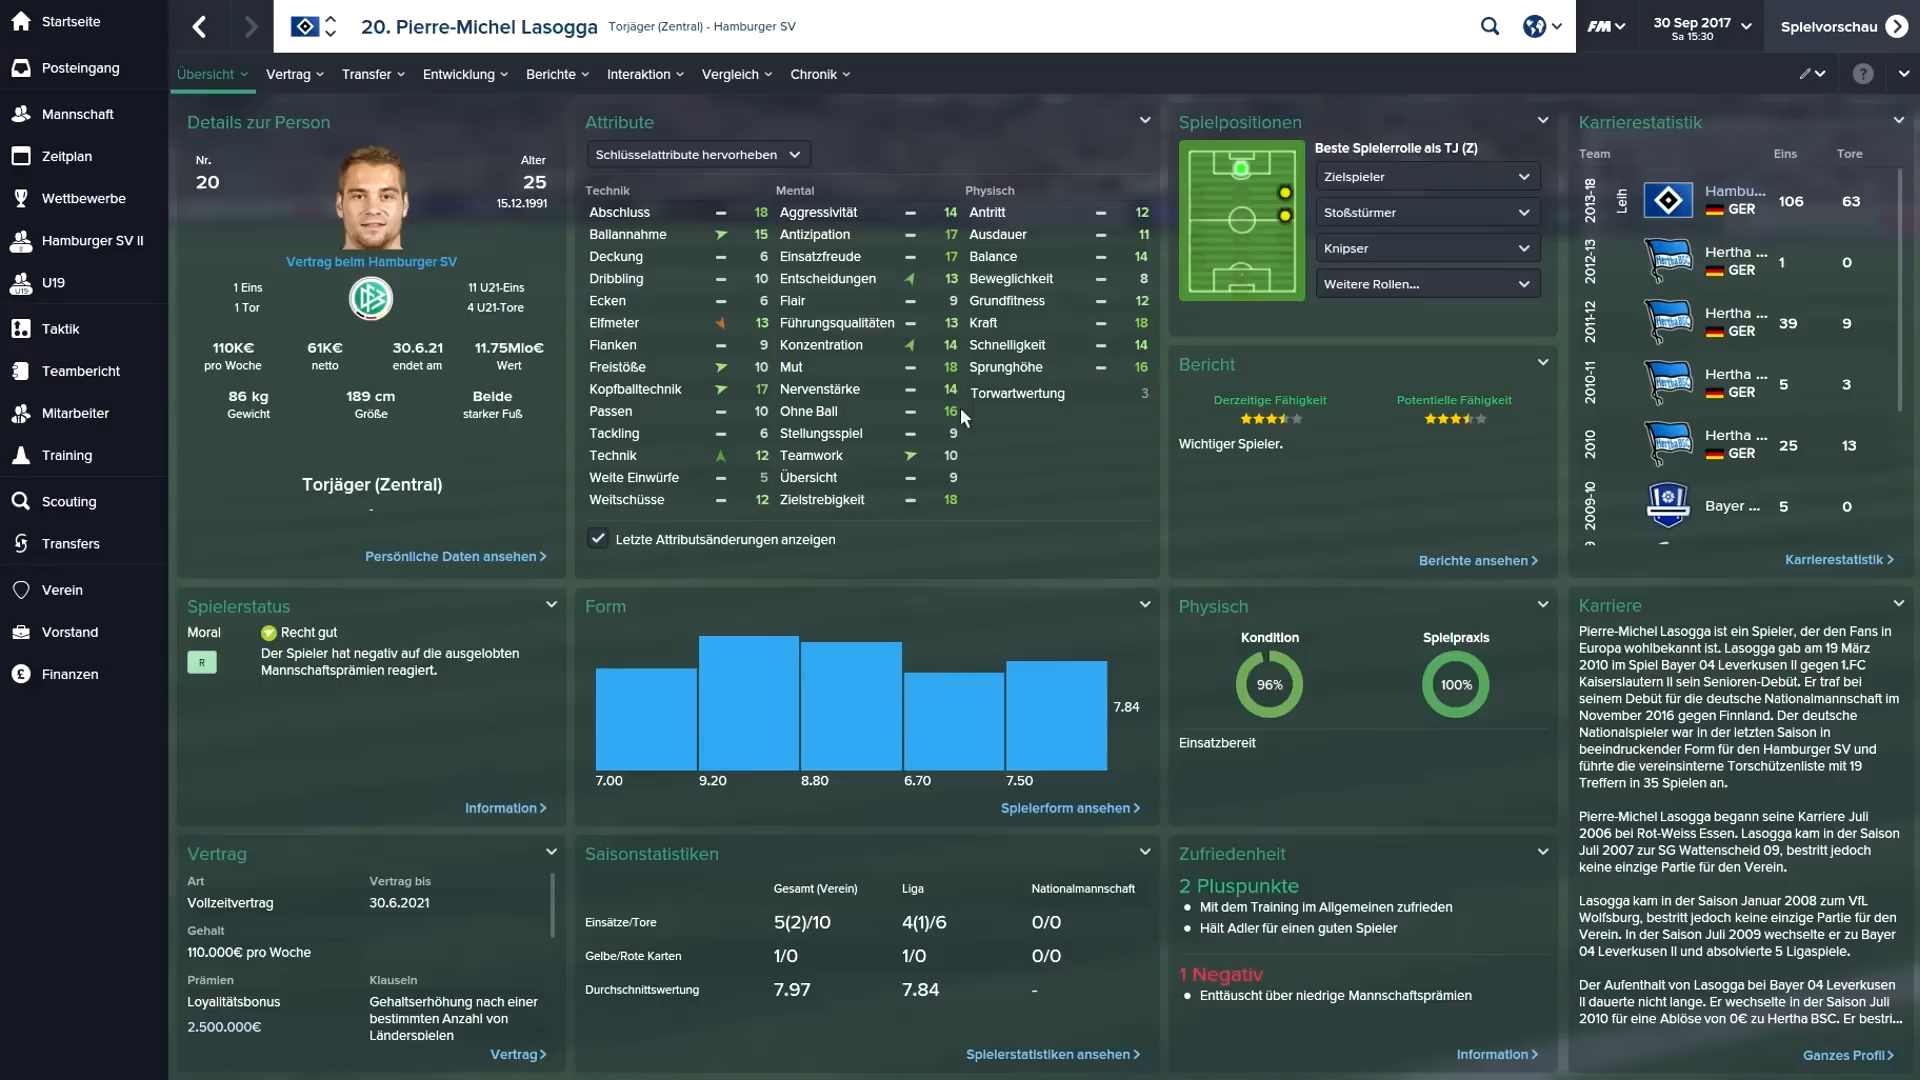 Startseite
Posteingang
Mannschaft
Zeitplan
Wettbewerbe
Hamburger SV II
U19
Taktik
Teambericht
Mitarbeiter
Training
Scouting
Transfers
Verein
Vorstand
Finanzen
20. Pierre-Michel Lasogga Torjäger (Zentral) - Hamburger SV
FM
30 Sep 2017
Sa 15:30
Spielvorschau
Übersicht Vertrag Transfer Entwicklung Berichte Interaktion Vergleich Chronik
?
Details zur Person
Nr.
20
Alter
25
15.12.1991
Vertrag beim Hamburger SV
1 Eins
1 Tor
11 U21-Eins
4 U21-Tore
110K€ 61K€ 30.6.21 11.75Mio€
pro Woche netto endet am Wert
86 kg 189 cm Beide
Gewicht Größe starker Fuß
Torjäger (Zentral)
-
Persönliche Daten ansehen >
Attribute
Schlüsselattribute hervorheben
Technik Mental Physisch
Abschluss 18 Aggressivität 14 Antritt 12
Ballannahme 15 Antizipation 17 Ausdauer 11
Deckung 6 Einsatzfreude 17 Balance 14
Dribbling 10 Entscheidungen 13 Beweglichkeit 8
Ecken 6 Flair 9 Grundfitness 12
Elfmeter 13 Führungsqualitäten 13 Kraft 18
Flanken 9 Konzentration 14 Schnelligkeit 14
Freistöße 10 Mut 18 Sprunghöhe 16
Kopfballtechnik 17 Nervenstärke 14 Torwartwertung 3
Passen 10 Ohne Ball 16
Tackling 6 Stellungsspiel 9
Technik 12 Teamwork 10
Weite Einwürfe 5 Übersicht 9
Weitschüsse 12 Zielstrebigkeit 18
Letzte Attributsänderungen anzeigen
Spielpositionen
Beste Spielerrolle als TJ (Z)
Zielspieler
Stoßstürmer
Knipser
Weitere Rollen...
Bericht
Derzeitige Fähigkeit Potentielle Fähigkeit
Wichtiger Spieler.
Berichte ansehen >
Karrierestatistik
Team Eins Tore
2013-18 Leih Hambu... GER 106 63
2012-13 Hertha ... GER 1 0
2011-12 Hertha ... GER 39 9
2010-11 Hertha ... GER 5 3
2010 Hertha ... GER 25 13
2009-10 Bayer ... 5 0
Karrierestatistik >
Spielerstatus
Moral Recht gut
R
Der Spieler hat negativ auf die ausgelobten
Mannschaftsprämien reagiert.
Information >
Form
7.84
7.00 9.20 8.80 6.70 7.50
Spielerform ansehen >
Physisch
Kondition Spielpraxis
96% 100%
Einsatzbereit
Karriere
Pierre-Michel Lasogga ist ein Spieler, der den Fans in
Europa wohlbekannt ist. Lasogga gab am 19 März
2010 im Spiel Bayer 04 Leverkusen II gegen 1.FC
Kaiserslautern II sein Senioren-Debüt. Er traf bei
seinem Debüt für die deutsche Nationalmannschaft im
November 2016 gegen Finnland. Der deutsche
Nationalspieler war in der letzten Saison in
beeindruckender Form für den Hamburger SV und
führte die vereinsinterne Torschützenliste mit 19
Treffern in 35 Spielen an.
Pierre-Michel Lasogga begann seine Karriere Juli
2006 bei Rot-Weiss Essen. Lasogga kam in der Saison
Juli 2007 zur SG Wattenscheid 09, bestritt jedoch
keine einzige Partie für den Verein.
Lasogga kam in der Saison Januar 2008 zum VfL
Wolfsburg, bestritt jedoch keine einzige Partie für den
Verein. In der Saison Juli 2009 wechselte er zu Bayer
04 Leverkusen II und absolvierte 5 Ligaspiele.
Der Aufenthalt von Lasogga bei Bayer 04 Leverkusen
II dauerte nicht lange. Er wechselte in der Saison Juli
2010 für eine Ablöse von 0€ zu Hertha BSC. Er bestri...
Ganzes Profil >
Vertrag
Art Vertrag bis
Vollzeitvertrag 30.6.2021
Gehalt
110.000€ pro Woche
Prämien Klauseln
Loyalitätsbonus
2.500.000€
Gehaltserhöhung nach einer
bestimmten Anzahl von
Länderspielen
Vertrag >
Saisonstatistiken
Gesamt (Verein) Liga Nationalmannschaft
Einsätze/Tore 5(2)/10 4(1)/6 0/0
Gelbe/Rote Karten 1/0 1/0 0/0
Durchschnittswertung 7.97 7.84 -
Spielerstatistiken ansehen >
Zufriedenheit
2 Pluspunkte
• Mit dem Training im Allgemeinen zufrieden
• Hält Adler für einen guten Spieler
1 Negativ
• Enttäuscht über niedrige Mannschaftsprämien
Information >